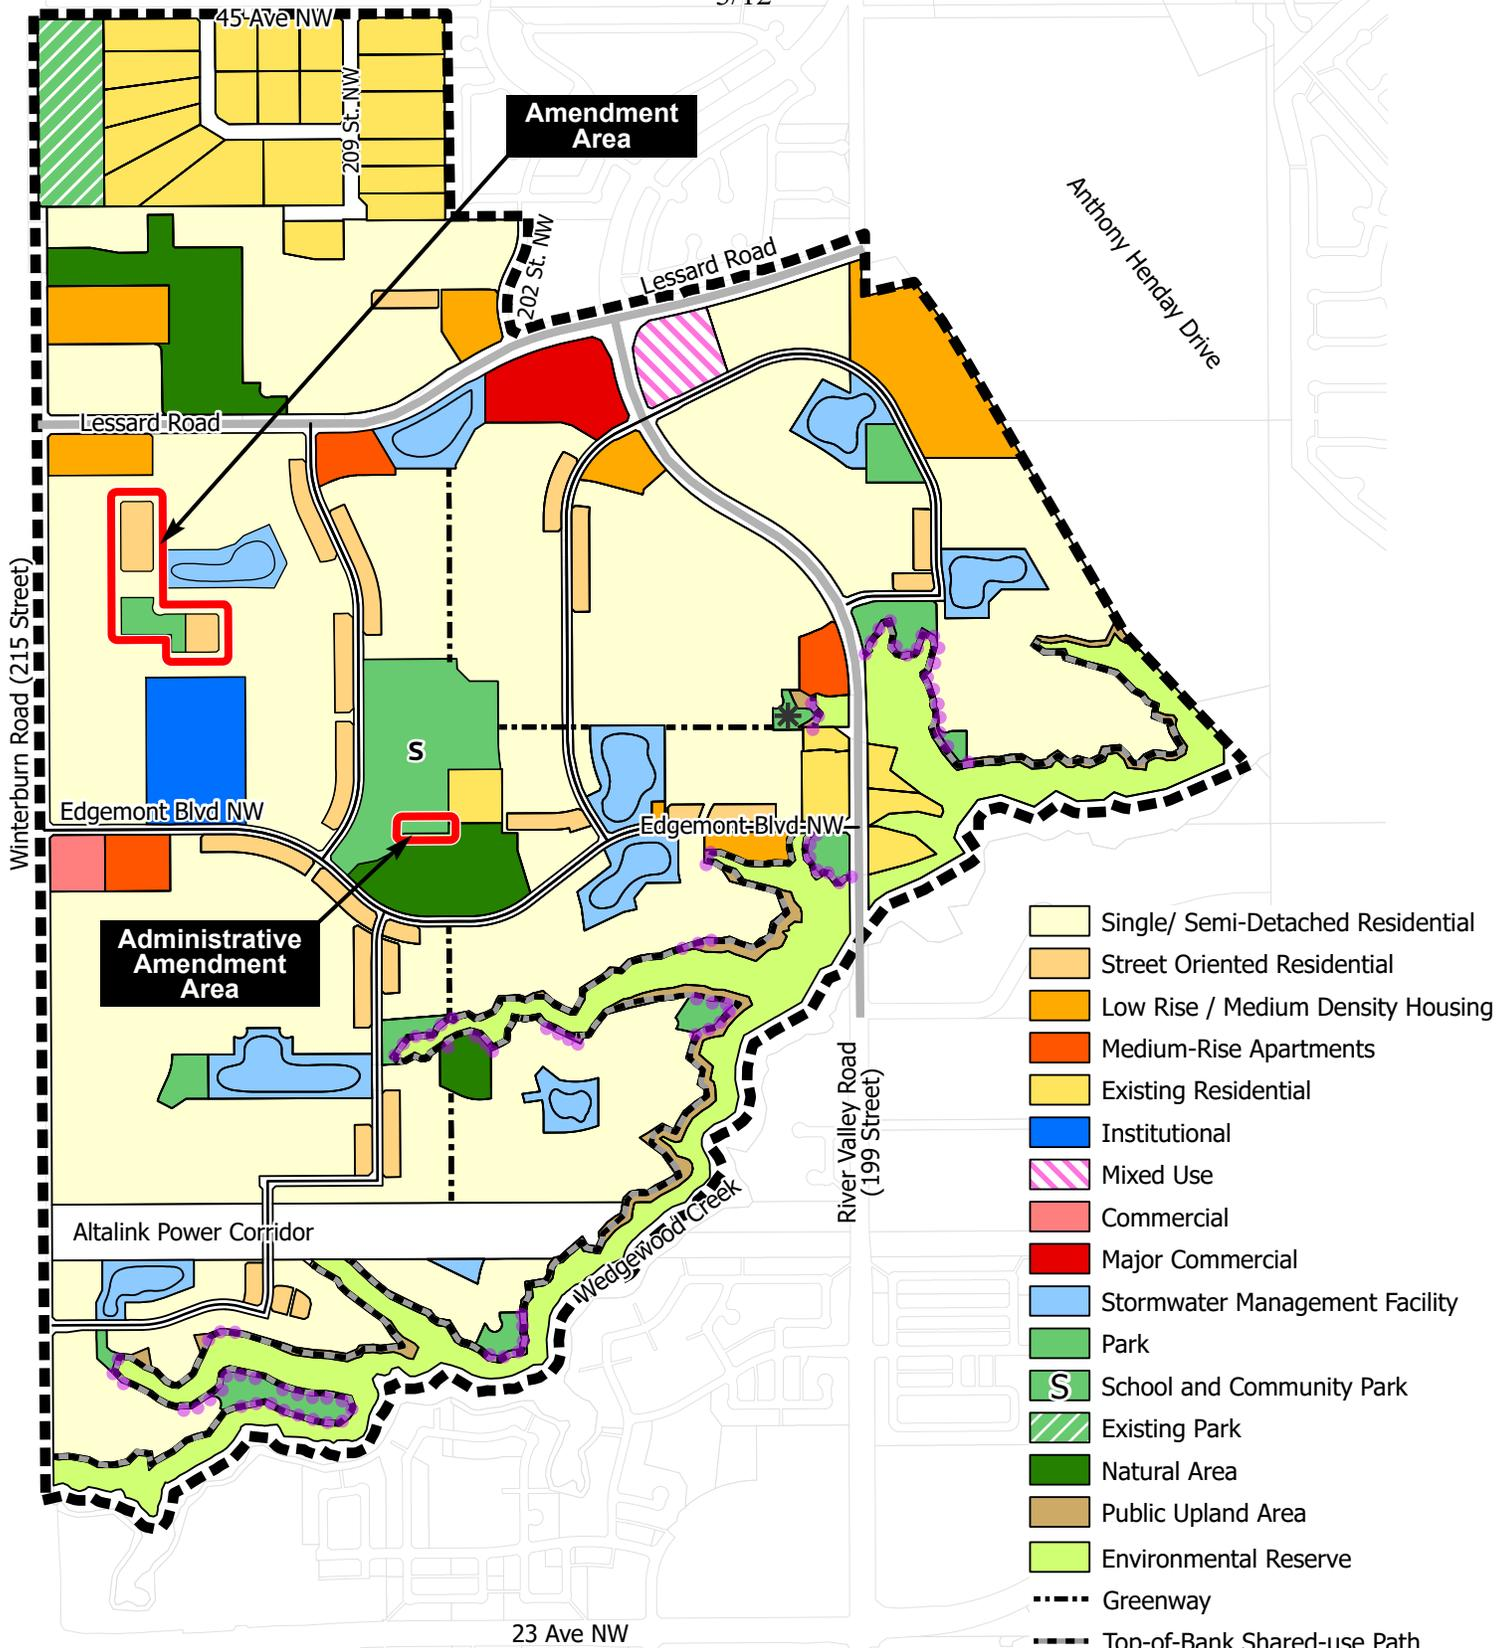 45 Ave NW
209 St. NW
Amendment
Area
202 St. NW
Lessard Road
Anthony Henday Drive
Lessard Road
Winterburn Road (215 Street)
S
Edgemont Blvd NW
Edgemont Blvd NW
Administrative
Amendment
Area
River Valley Road
(199 Street)
Wedgewood Creek
Altalink Power Corridor
23 Ave NW
Single/ Semi-Detached Residential
Street Oriented Residential
Low Rise / Medium Density Housing
Medium-Rise Apartments
Existing Residential
Institutional
Mixed Use
Commercial
Major Commercial
Stormwater Management Facility
Park
S School and Community Park
Existing Park
Natural Area
Public Upland Area
Environmental Reserve
Greenway
Top-of-Bank Shared-use Path